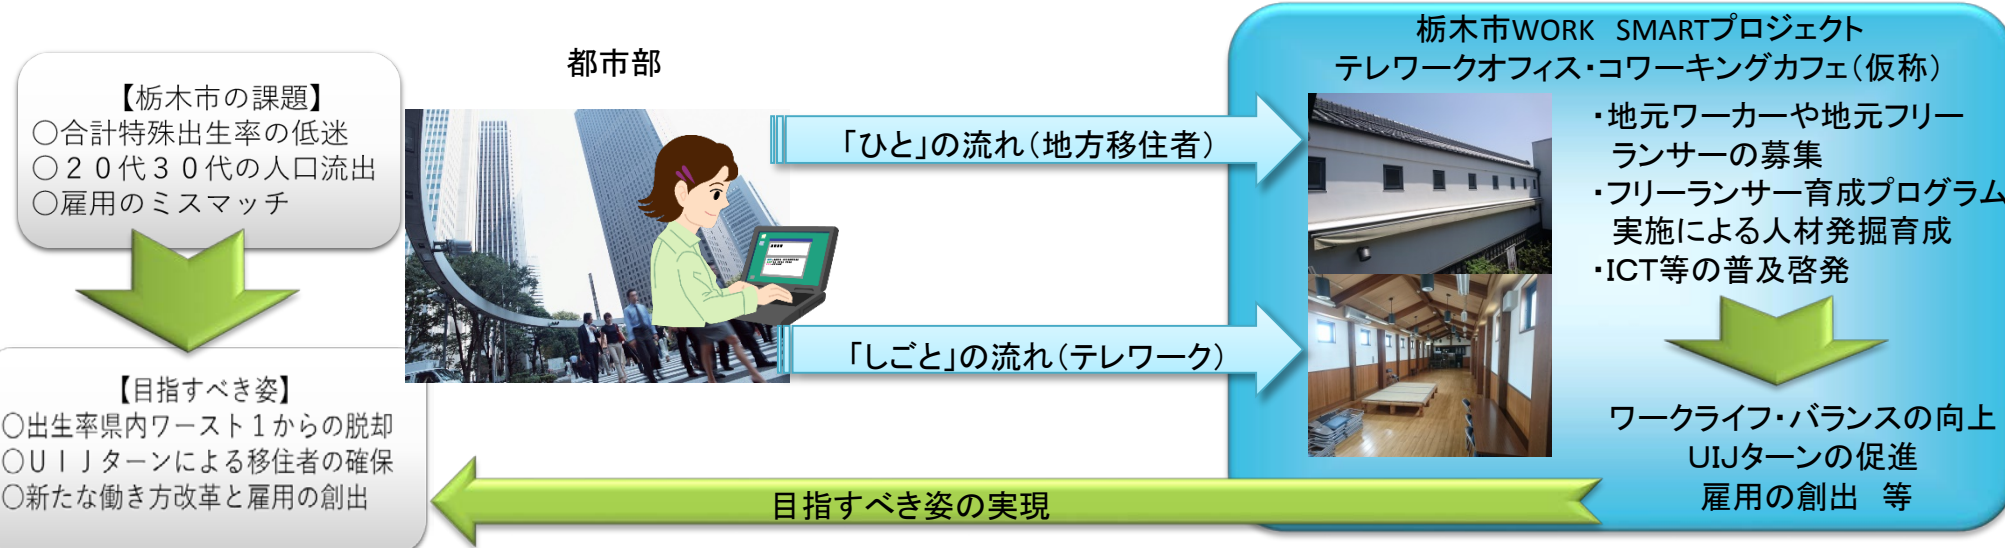 【栃木市の課題】
○合計特殊出生率の低迷
○２０代３０代の人口流出
○雇用のミスマッチ
【目指すべき姿】
○出生率県内ワースト１からの脱却
○ＵＩＪターンによる移住者の確保
○新たな働き方改革と雇用の創出
都市部
「ひと」の流れ（地方移住者）
「しごと」の流れ（テレワーク）
栃木市WORK　SMARTプロジェクト
テレワークオフィス・コワーキングカフェ（仮称）
・地元ワーカーや地元フリー
ランサーの募集
・フリーランサー育成プログラム
実施による人材発掘育成
・ICT等の普及啓発
ワークライフ・バランスの向上
UIJターンの促進
雇用の創出　等
目指すべき姿の実現